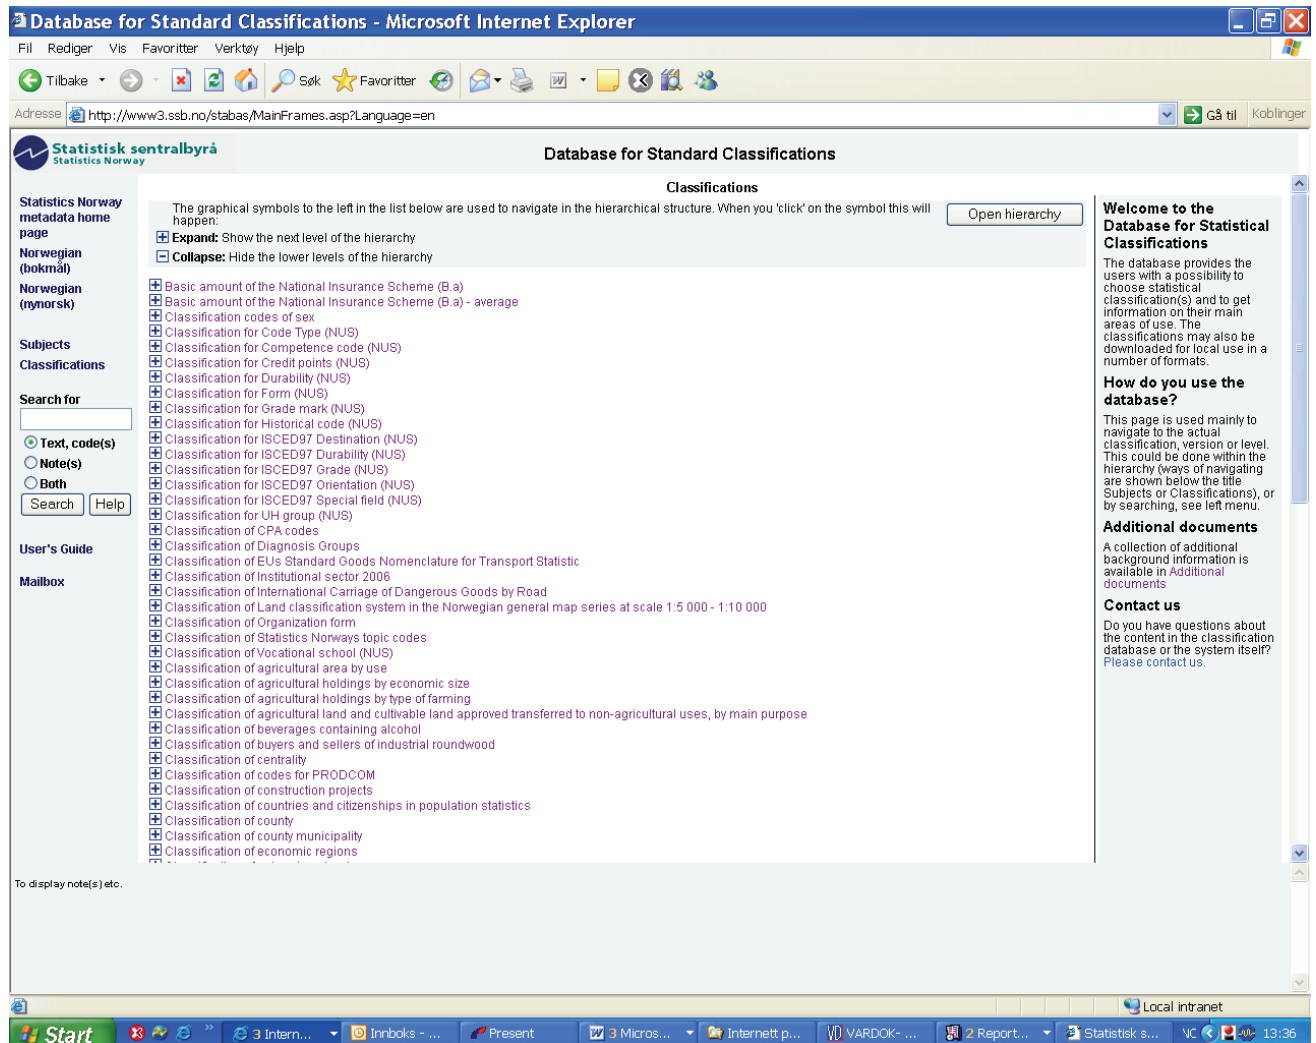 Database for Standard Classifications - Microsoft Internet Explorer
Fil Rediger Vis Favoritter Verktøy Hjelp
Tilbake Søk Favoritter
Adresse http://www3.ssb.no/stabas/MainFrames.asp?Language=en Gå til Koblinger
Statistisk sentralbyrå
Statistics Norway
Database for Standard Classifications
Statistics Norway
metadata home
page
Norwegian
(bokmål)
Norwegian
(nynorsk)
Subjects
Classifications
Search for
Text, code(s)
Note(s)
Both
Search Help
User's Guide
Mailbox
Classifications
The graphical symbols to the left in the list below are used to navigate in the hierarchical structure. When you 'click' on the symbol this will
happen:
Open hierarchy
Expand: Show the next level of the hierarchy
Collapse: Hide the lower levels of the hierarchy
Basic amount of the National Insurance Scheme (B.a)
Basic amount of the National Insurance Scheme (B.a) - average
Classification codes of sex
Classification for Code Type (NUS)
Classification for Competence code (NUS)
Classification for Credit points (NUS)
Classification for Durability (NUS)
Classification for Form (NUS)
Classification for Grade mark (NUS)
Classification for Historical code (NUS)
Classification for ISCED97 Destination (NUS)
Classification for ISCED97 Durability (NUS)
Classification for ISCED97 Grade (NUS)
Classification for ISCED97 Orientation (NUS)
Classification for ISCED97 Special field (NUS)
Classification for UH group (NUS)
Classification of CPA codes
Classification of Diagnosis Groups
Classification of EUs Standard Goods Nomenclature for Transport Statistic
Classification of Institutional sector 2006
Classification of International Carriage of Dangerous Goods by Road
Classification of Land classification system in the Norwegian general map series at scale 1:5 000 - 1:10 000
Classification of Organization form
Classification of Statistics Norways topic codes
Classification of Vocational school (NUS)
Classification of agricultural area by use
Classification of agricultural holdings by economic size
Classification of agricultural holdings by type of farming
Classification of agricultural land and cultivable land approved transferred to non-agricultural uses, by main purpose
Classification of beverages containing alcohol
Classification of buyers and sellers of industrial roundwood
Classification of centrality
Classification of codes for PRODCOM
Classification of construction projects
Classification of countries and citizenships in population statistics
Classification of county
Classification of county municipality
Classification of economic regions
Welcome to the
Database for Statistical
Classifications
The database provides the
users with a possibility to
choose statistical
classification(s) and to get
information on their main
areas of use. The
classifications may also be
downloaded for local use in a
number of formats.
How do you use the
database?
This page is used mainly to
navigate to the actual
classification, version or level.
This could be done within the
hierarchy (ways of navigating
are shown below the title
Subjects or Classifications), or
by searching, see left menu.
Additional documents
A collection of additional
background information is
available in Additional
documents
Contact us
Do you have questions about
the content in the classification
database or the system itself?
Please contact us.
To display note(s) etc.
Local intranet
Start 3 Intern... Innboks - ... Present 3 Micros... Internett p... VARDOK- ... 2 Report... Statistisk s... 13:36